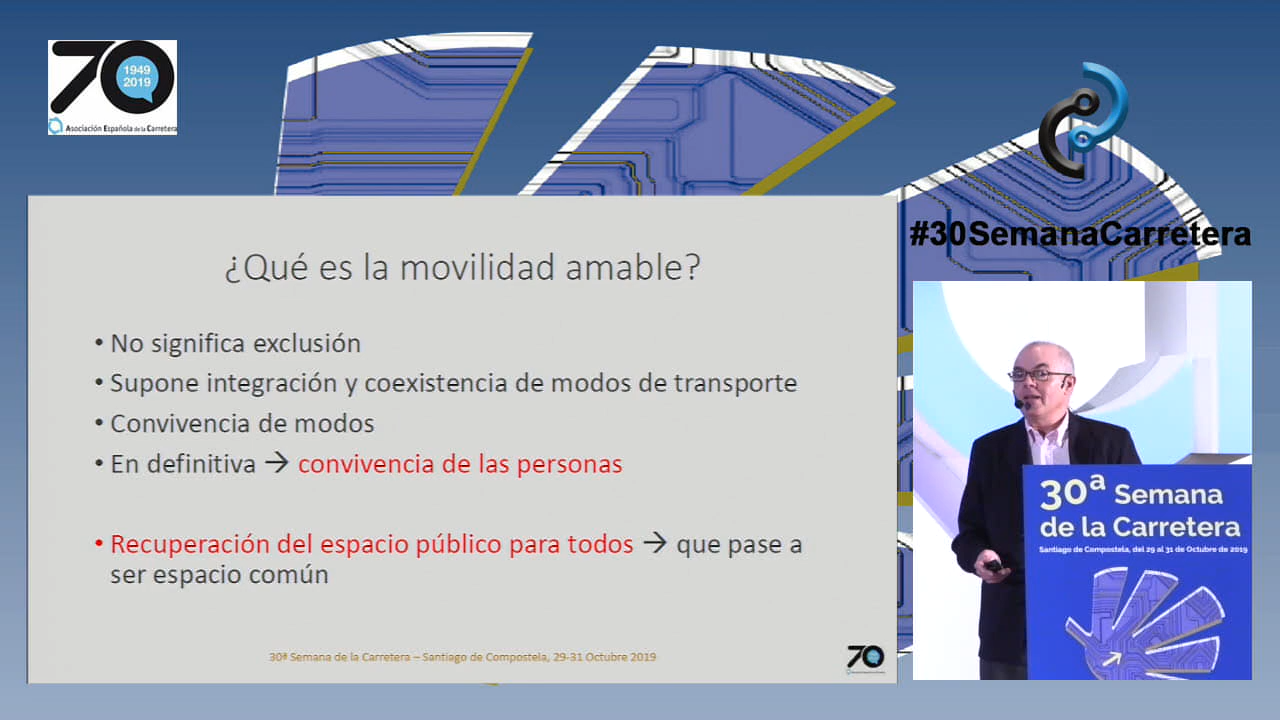 70
1949
2019
Asociación Española de la Carretera
#30SemanaCarretera
¿Qué es la movilidad amable?
• No significa exclusión
• Supone integración y coexistencia de modos de transporte
• Convivencia de modos
• En definitiva → convivencia de las personas
• Recuperación del espacio público para todos → que pase a
ser espacio común
30ª Semana de la Carretera – Santiago de Compostela, 29-31 Octubre 2019
70
30ª Semana
de la Carretera
Santiago de Compostela, del 29 al 31 de Octubre de 2019